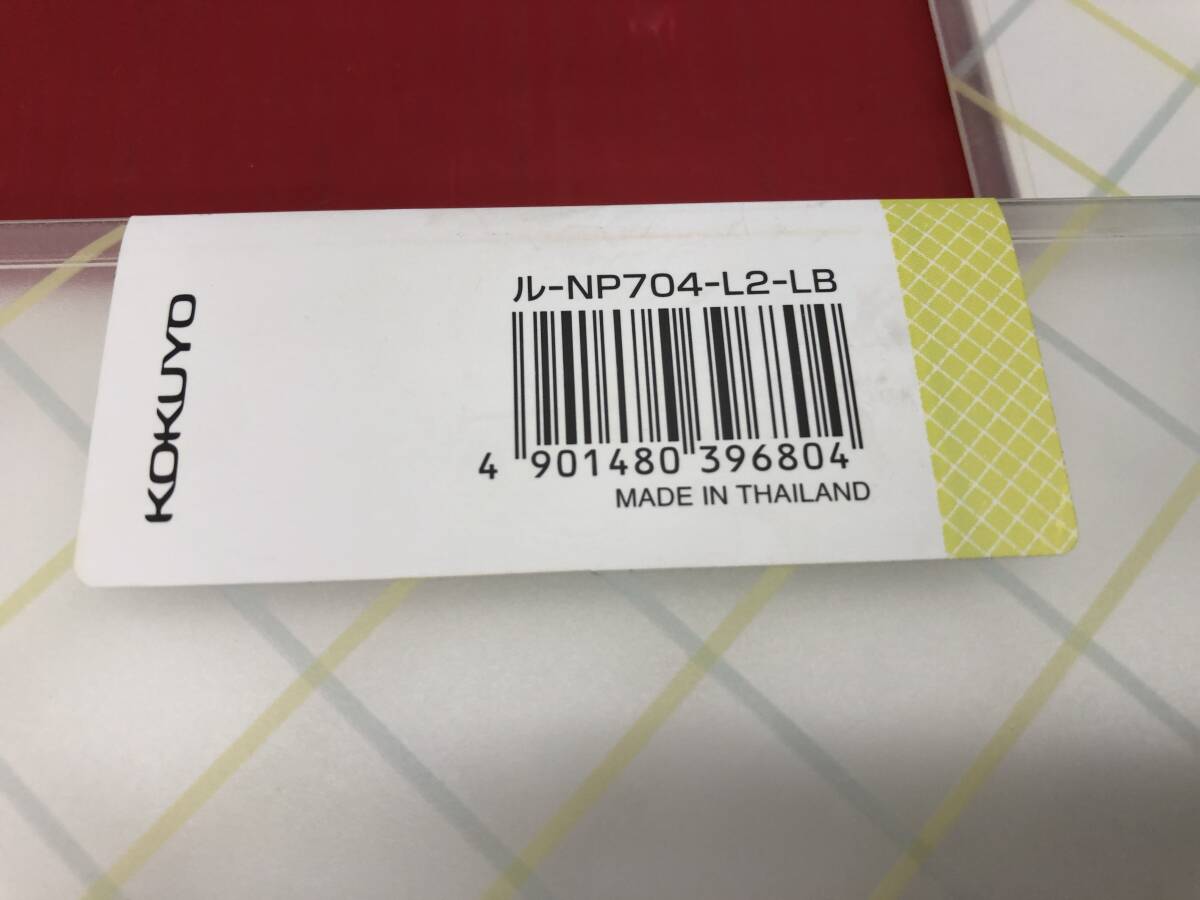 KOKUYO
ル-NP704-L2-LB
4 901480 396804
MADE IN THAILAND